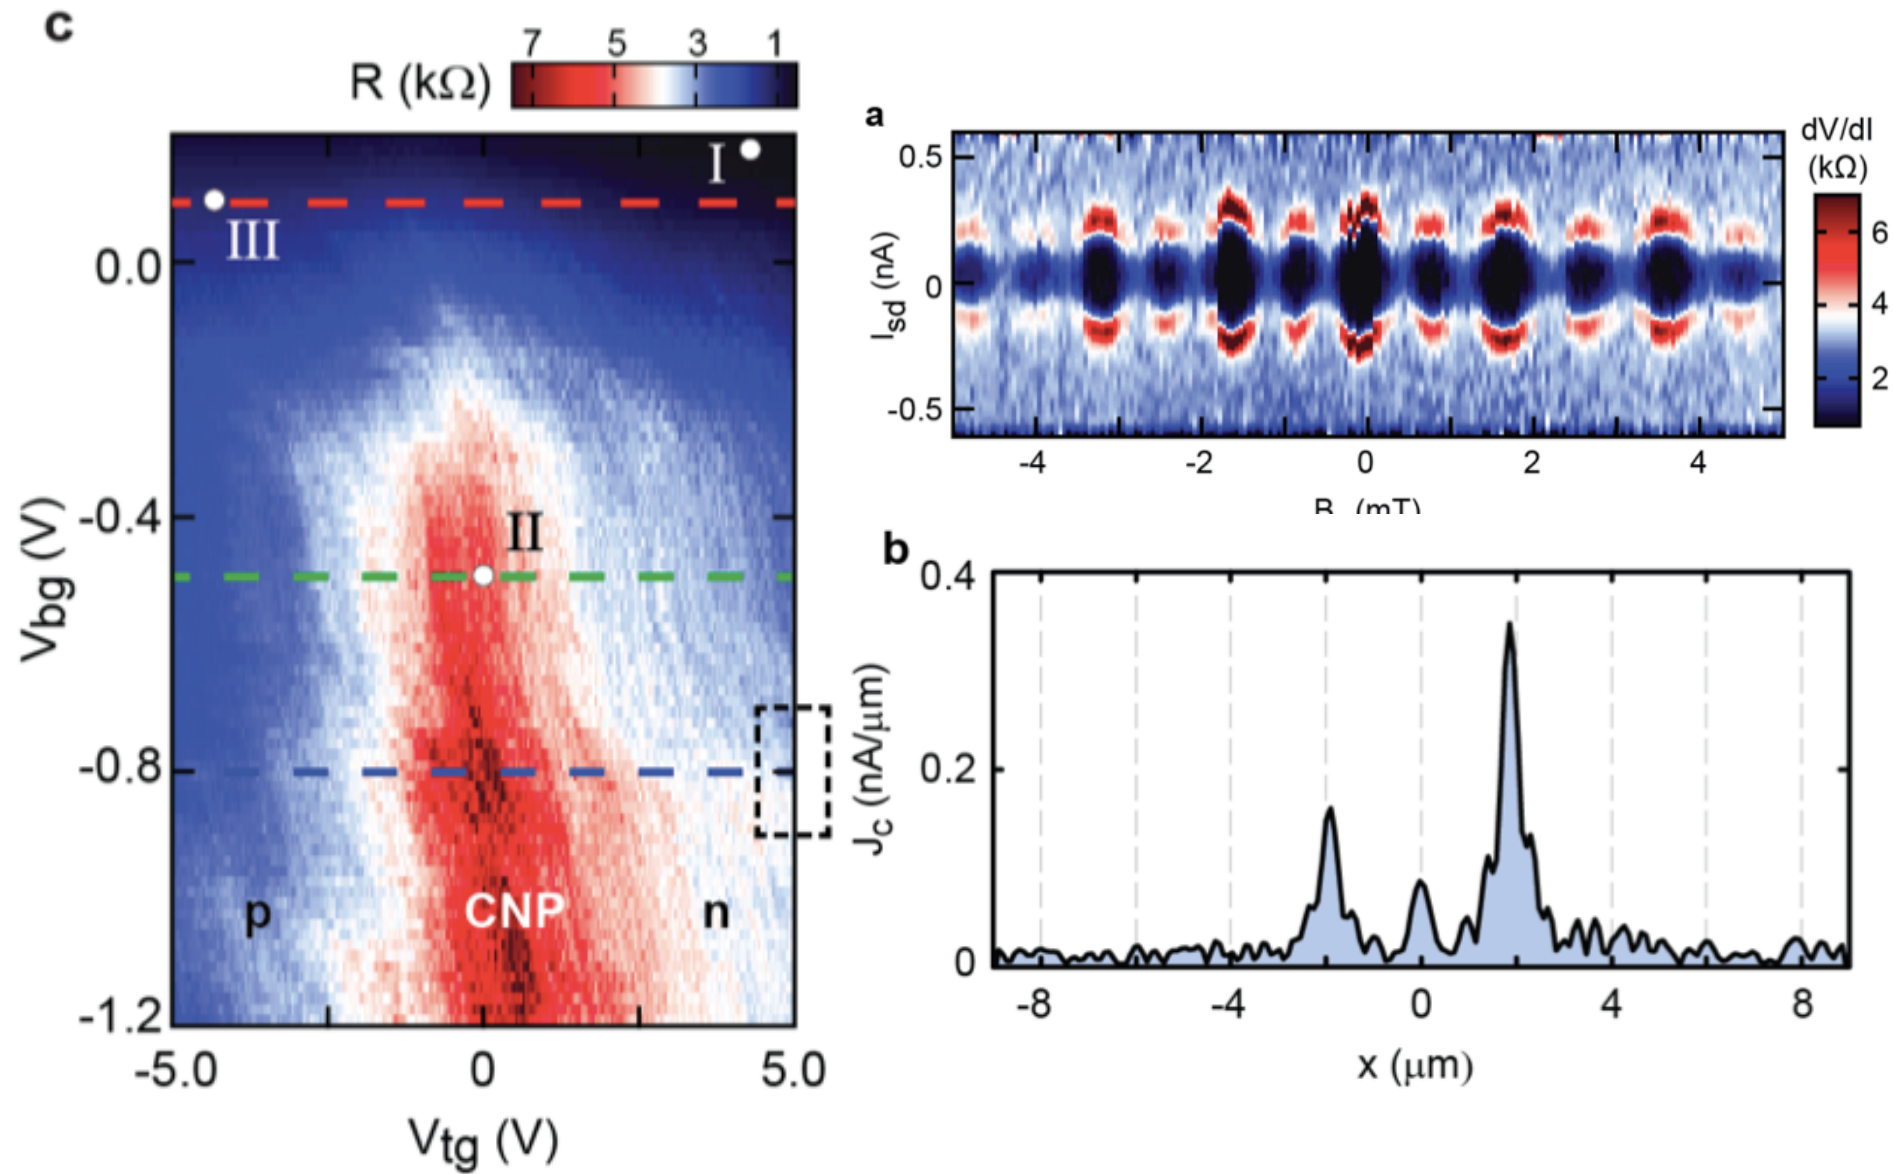 c
7 5 3 1
R (kΩ)
I
III
0.0
II
-0.4
Vbg (V)
-0.8
CNP
p
n
-1.2
-5.0 0 5.0
Vtg (V)
a
dV/dI
(kΩ)
0.5
6
Isd (nA)
0
4
2
-0.5
-4 -2 0 2 4
B (mT)
b
0.4
Jc (nA/μm)
0.2
0
-8 -4 0 4 8
x (μm)